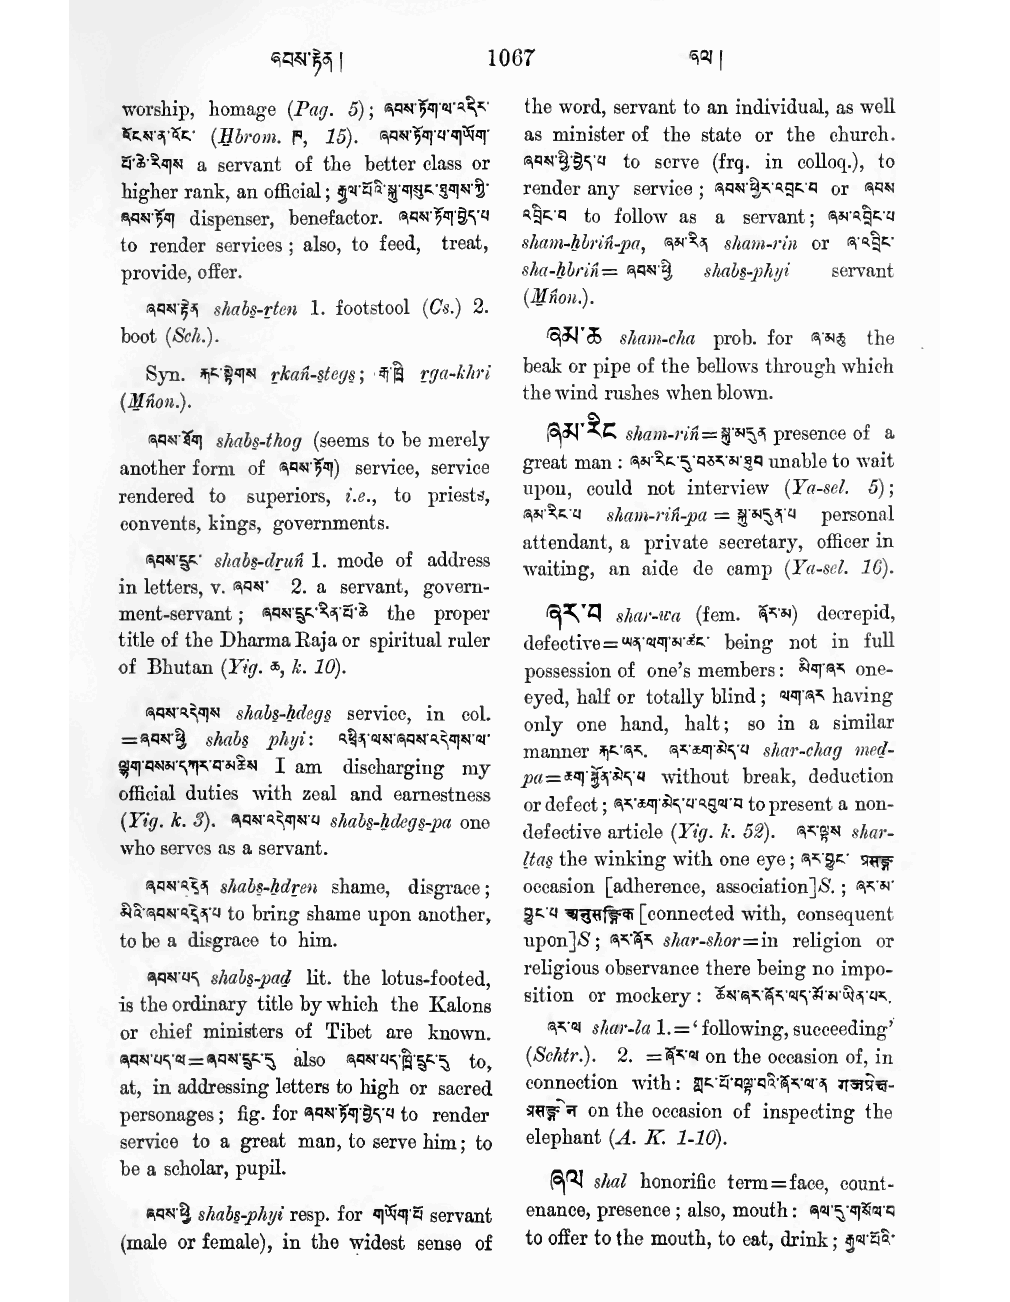 ཞབས་རྟེན། 1067 ཞལ།
worship, homage (Pag. 5); ཞབས་ཏོག་ལ་འདིར་
(Ḫbrom. 15). ཞབས་ཏོག་པ་གཡོག་
པོ་ཆེ་རིགས a servant of the better class or
higher rank, an official; རྒྱལ་པོའི་སྐུ་གསུང་ཐུགས་ཀྱི་
ཞབས་ཏོག dispenser, benefactor. ཞབས་ཏོག་བྱེད་པ
to render services; also, to feed, treat,
provide, offer.
ཞབས་རྟེན shabs̱-ṟten 1. footstool (Cs.) 2.
boot (Sch.).
Syn. རྐང་སྟེགས ṟkań-s̱tegs̱; ṟga-khri
(M̱ńon.).
ཞབས་ཐོག shabs̱-thog (seems to be merely
another form of ཞབས་ཏོག) service, service
rendered to superiors, i.e., to priests,
convents, kings, governments.
ཞབས་དྲུང་ shabs̱-dṟuń 1. mode of address
in letters, v. ཞབས་ 2. a servant, govern-
ment-servant; ཞབས་དྲུང་རིན་པོ་ཆེ the proper
title of the Dharma Raja or spiritual ruler
of Bhutan (Yig. k. 10).
ཞབས་འདེགས shabs̱-ḫdegs̱ service, in col.
=ཞབས་ཕྱི shabs̱ phyi: འཕྲིན་ལས་ཞབས་འདེགས་ལ་
ལྷག་བསམ་དཀར་བ་མཆིས I am discharging my
official duties with zeal and earnestness
(Yig. k. 3). ཞབས་འདེགས་པ shabs̱-ḫdegs̱-pa one
who serves as a servant.
ཞབས་འདྲེན shabs̱-ḫdṟen shame, disgrace;
མིའི་ཞབས་འདྲེན་པ to bring shame upon another,
to be a disgrace to him.
ཞབས་པད shabs̱-paḏ lit. the lotus-footed,
is the ordinary title by which the Kalons
or chief ministers of Tibet are known.
ཞབས་པད་ལ=ཞབས་དྲུང་དུ also ཞབས་པད་ཁྲི་དྲུང་དུ to,
at, in addressing letters to high or sacred
personages; fig. for ཞབས་ཏོག་བྱེད་པ to render
service to a great man, to serve him; to
be a scholar, pupil.
ཞབས་ཕྱི shabs̱-phyi resp. for གཡོག་པོ servant
(male or female), in the widest sense of
the word, servant to an individual, as well
as minister of the state or the church.
ཞབས་ཕྱི་བྱེད་པ to serve (frq. in colloq.), to
render any service; ཞབས་ཕྱིར་འབྲང་བ or ཞབས
འབྲིང་བ to follow as a servant; ཞམ་འབྲིང་པ
sham-ḫbriń-pa, ཞམ་རིན sham-rin or ཞ་འབྲིང་
sha-ḫbriń= ཞབས་ཕྱི shabs̱-phyi servant
(M̱ńon.).
ཞམ་ཆ sham-cha prob. for ཞ་མཆུ the
beak or pipe of the bellows through which
the wind rushes when blown.
ཞམ་རིང sham-riń=སྐུ་མདུན presence of a
great man: ཞམ་རིང་དུ་བཅར་མ་ཐུབ unable to wait
upon, could not interview (Ya-sel. 5);
ཞམ་རིང་པ sham-riń-pa = སྐུ་མདུན་པ personal
attendant, a private secretary, officer in
waiting, an aide de camp (Ya-sel. 16).
ཞར་བ shar-wa (fem. ཞོར་མ) decrepid,
defective=ཡན་ལག་མ་ཚང་ being not in full
possession of one's members: མིག་ཞར one-
eyed, half or totally blind; ལག་ཞར having
only one hand, halt; so in a similar
manner རྐང་ཞར. ཞར་ཆག་མེད་པ shar-chag med-
pa=ཆག་སྐྱོན་མེད་པ without break, deduction
or defect; ཞར་ཆག་མེད་པ་འབུལ་བ to present a non-
defective article (Yig. k. 52). ཞར་ལྟས shar-
ḻtas̱ the winking with one eye; ཞར་བྱུང་ प्रसङ्ग
occasion [adherence, association]S.; ཞར་མ་
བྱུང་པ अनुसङ्गिक [connected with, consequent
upon]S; ཞར་ཞོར shar-shor=in religion or
religious observance there being no impo-
sition or mockery: ཆོས་ཞར་ཞོར་ལད་མོ་མ་ཡིན་པར.
ཞར་ལ shar-la 1.=‘following, succeeding’
(Schtr.). 2. =ཞོར་ལ on the occasion of, in
connection with: གླང་པོ་བལྟ་བའི་ཞོར་ལ་ན गजप्रेक्ष-
प्रसङ्गेन on the occasion of inspecting the
elephant (A. K. 1-10).
ཞལ shal honorific term=face, count-
enance, presence; also, mouth: ཞལ་དུ་གསོལ་བ
to offer to the mouth, to eat, drink; རྒྱལ་པོའི་